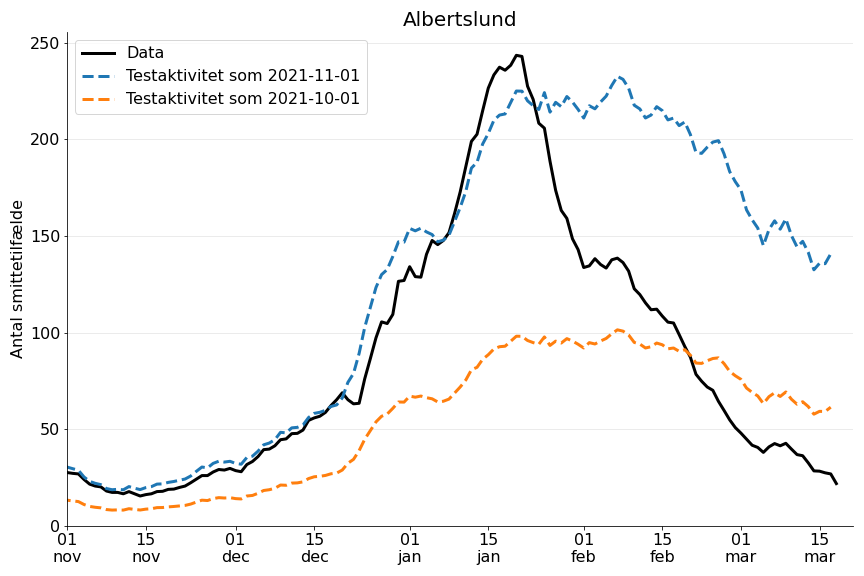 Albertslund
Data
Testaktivitet som 2021-11-01
Testaktivitet som 2021-10-01
Antal smittetilfælde
250
200
150
100
50
0
01 15 01 15 01 15 01 15 01 15
nov nov dec dec jan jan feb feb mar mar